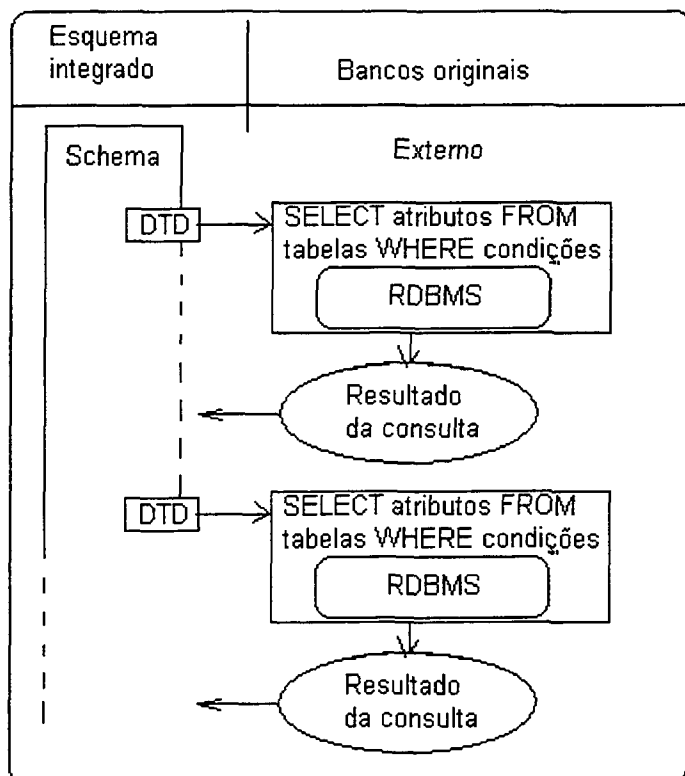 Esquema
integrado
Bancos originais
Schema
Externo
DTD
SELECT atributos FROM
tabelas WHERE condições
RDBMS
Resultado
da consulta
DTD
SELECT atributos FROM
tabelas WHERE condições
RDBMS
Resultado
da consulta